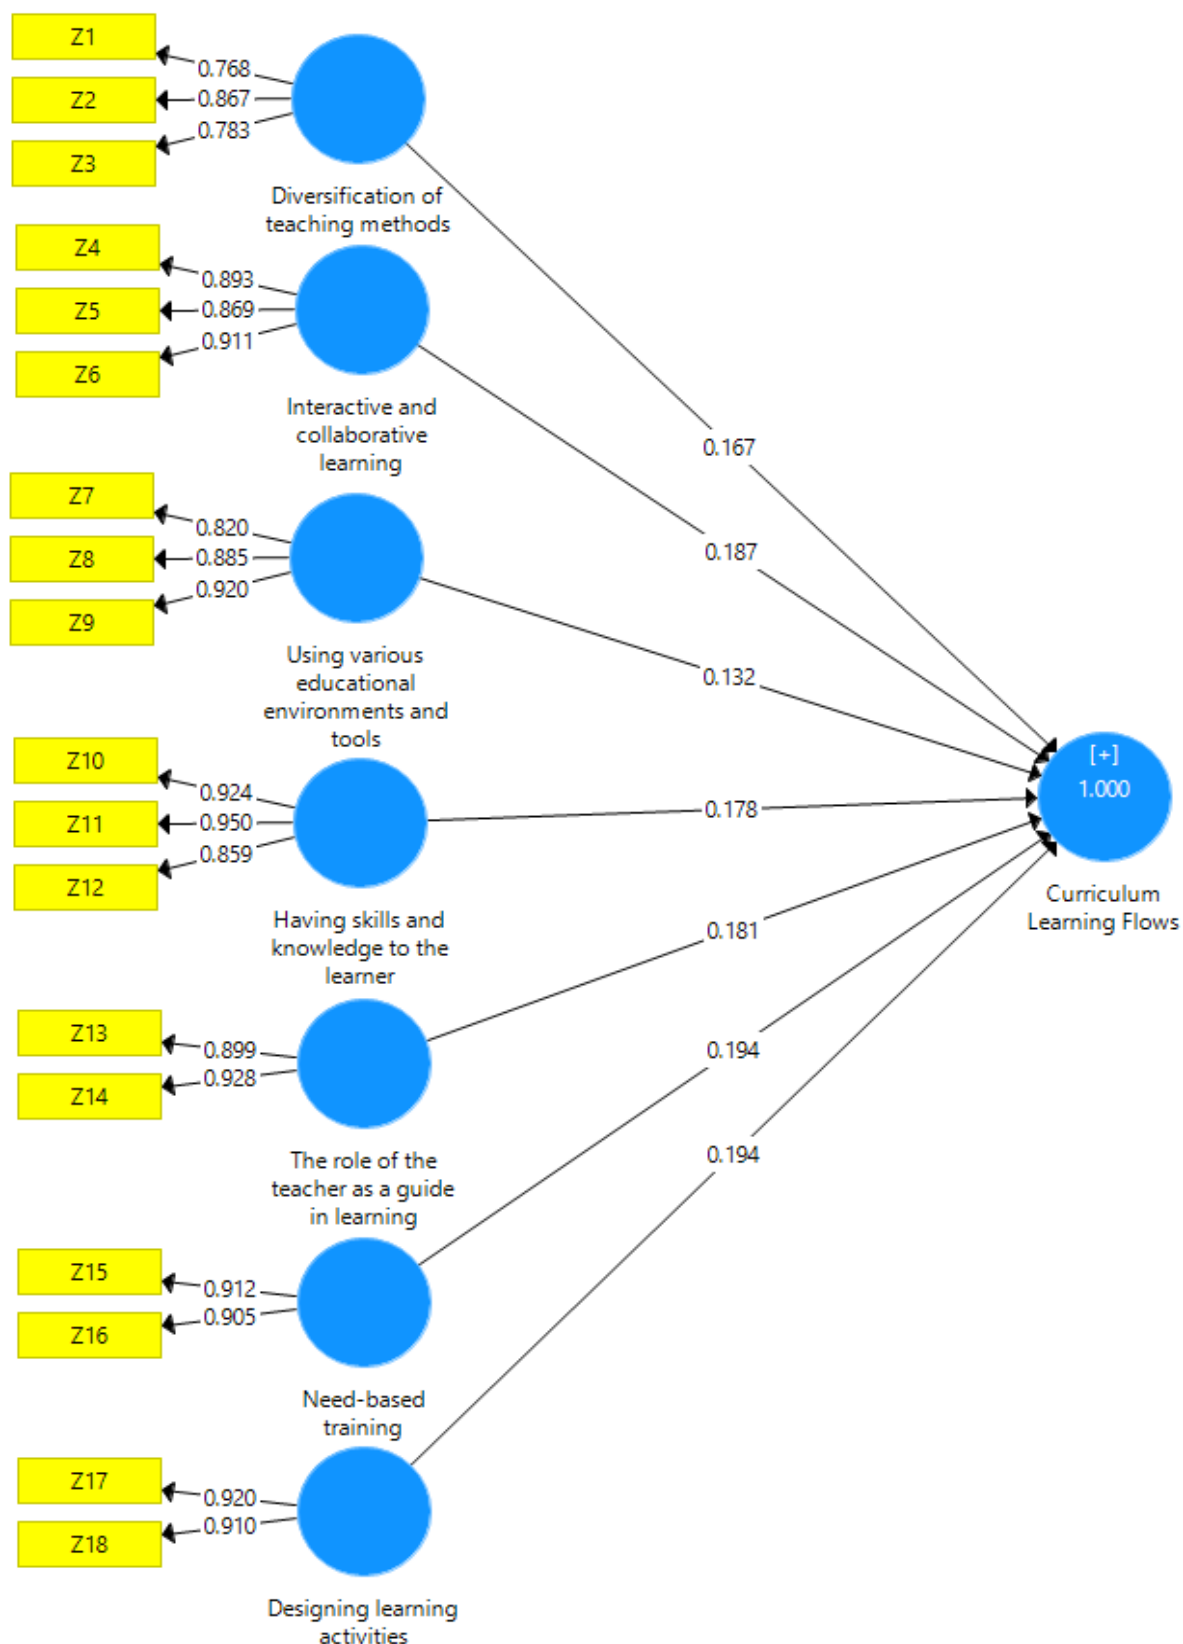 Z1
0.768
Z2
0.867
0.783
Z3
Diversification of
teaching methods
Z4
0.893
Z5
0.869
0.911
Z6
Interactive and
collaborative
learning
Z7
0.820
Z8
0.885
0.920
Z9
Using various
educational
environments and
tools
Z10
0.924
Z11
0.950
0.859
Z12
Having skills and
knowledge to the
learner
Z13
0.899
0.928
Z14
The role of the
teacher as a guide
in learning
Z15
0.912
0.905
Z16
Need-based
training
Z17
0.920
0.910
Z18
Designing learning
activities
0.167
0.187
0.132
0.178
0.181
0.194
0.194
[+]
1.000
Curriculum
Learning Flows